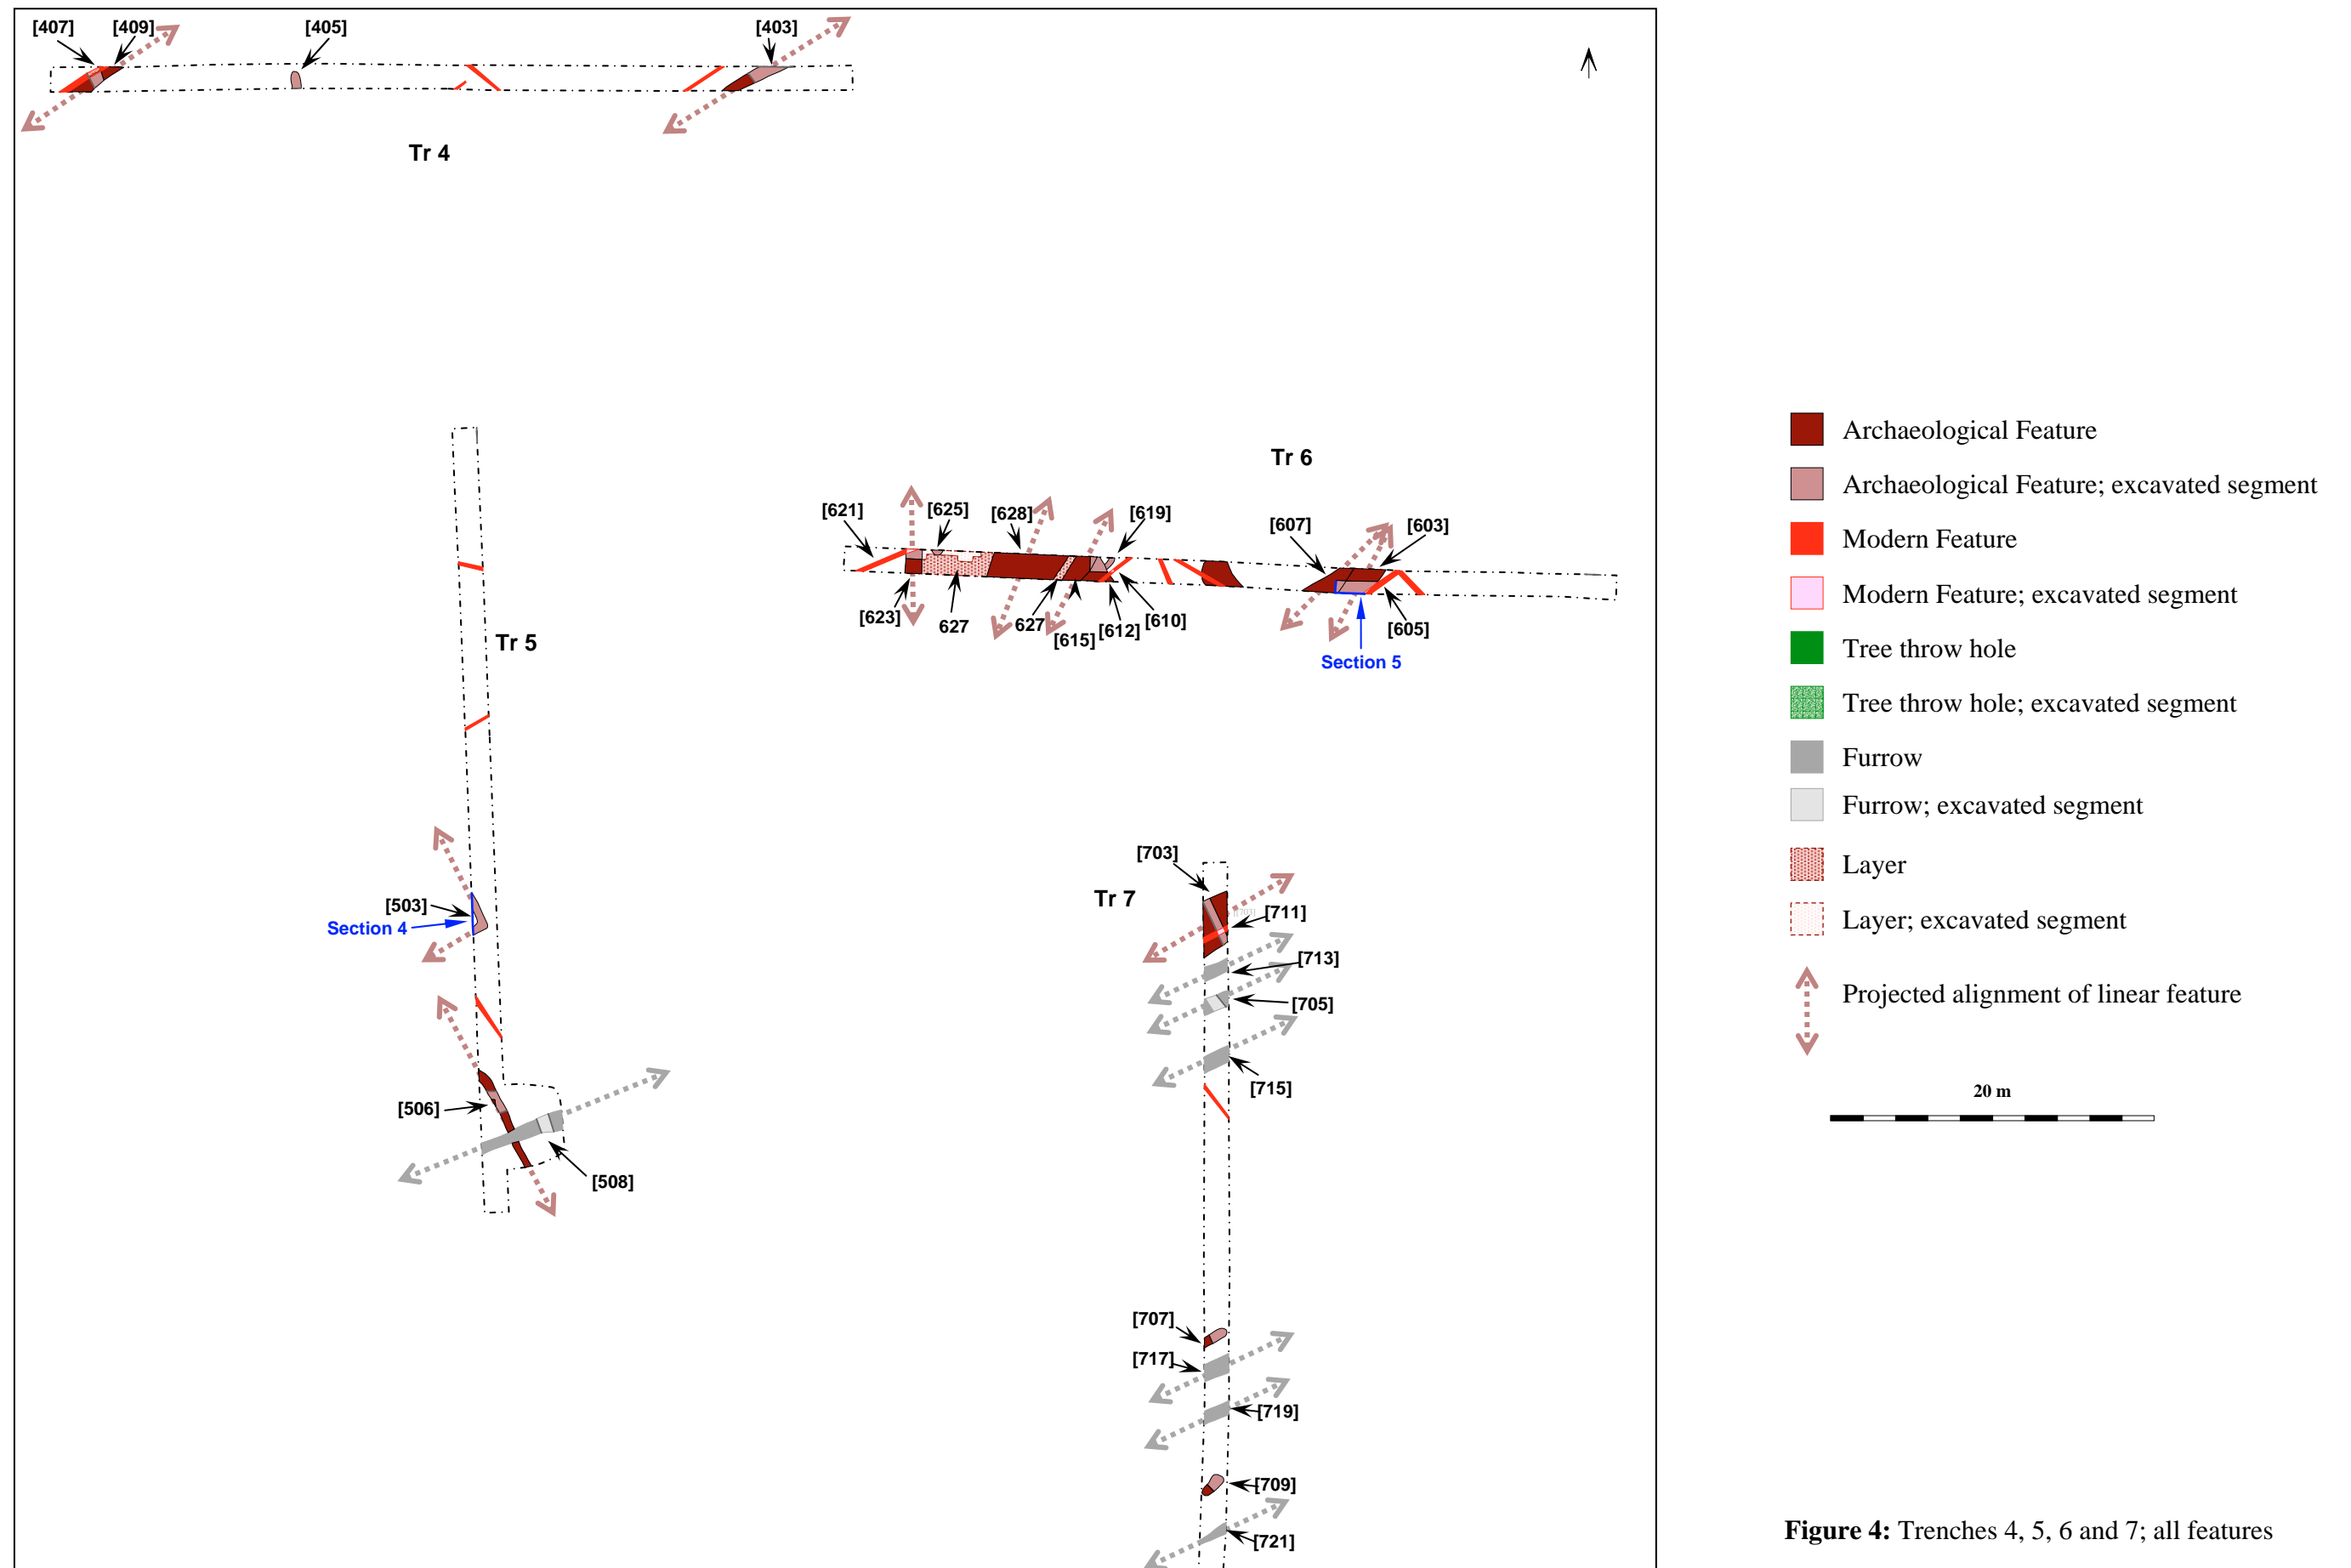 [407]
[409]
[405]
[403]
Tr 4
Tr 6
[621]
[625]
[628]
[619]
[607]
[603]
[623]
627
627
[615]
[612]
[610]
[605]
Section 5
Tr 5
[503]
Section 4
[506]
[508]
[703]
Tr 7
[703]
[711]
[713]
[705]
[715]
[707]
[717]
[719]
[709]
[721]
Archaeological Feature
Archaeological Feature; excavated segment
Modern Feature
Modern Feature; excavated segment
Tree throw hole
Tree throw hole; excavated segment
Furrow
Furrow; excavated segment
Layer
Layer; excavated segment
Projected alignment of linear feature
20 m
Figure 4: Trenches 4, 5, 6 and 7; all features